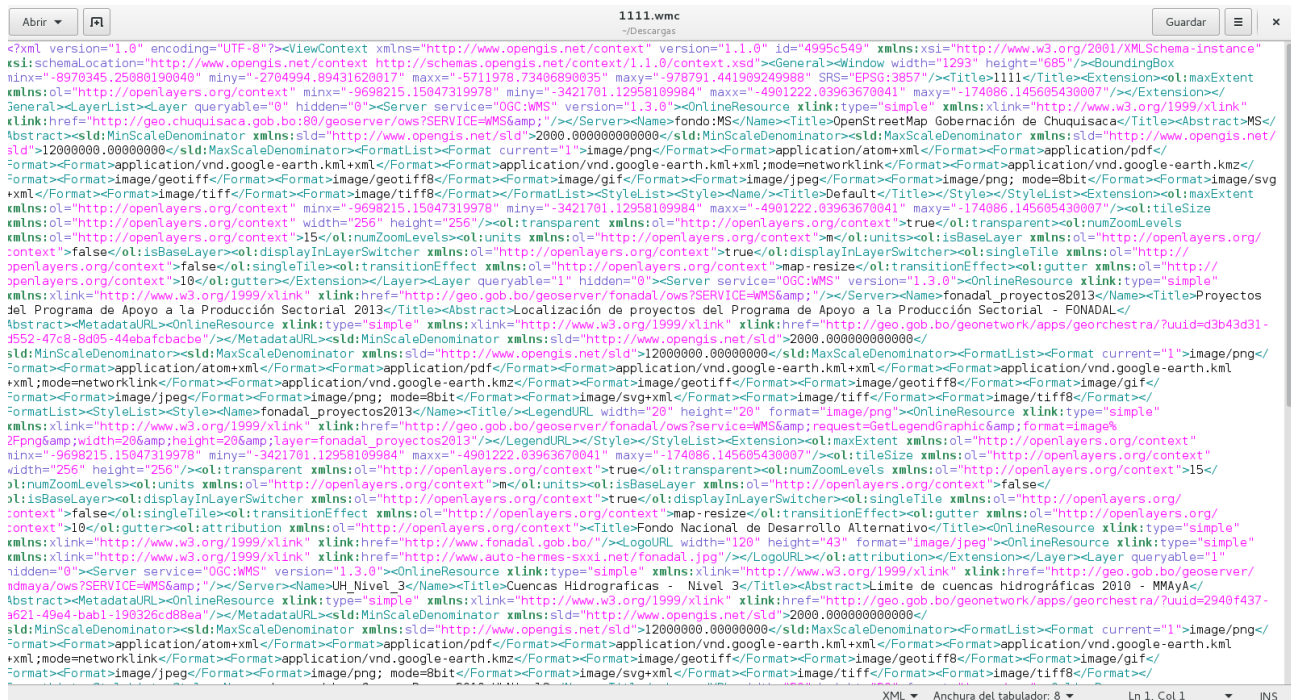 Abrir
1111.wmc
~/Descargas
Guardar
<?xml version="1.0" encoding="UTF-8"?><ViewContext xmlns="http://www.opengis.net/context" version="1.1.0" id="4995c549" xmlns:xsi="http://www.w3.org/2001/XMLSchema-instance"
xsi:schemaLocation="http://www.opengis.net/context http://schemas.opengis.net/context/1.1.0/context.xsd"><General><Window width="1293" height="685"/><BoundingBox
minx="-8970345.25080190040" miny="-2704994.89431620017" maxx="-5711978.73406890035" maxy="-978791.441909249988" SRS="EPSG:3857"/><Title>1111</Title><Extension><ol:maxExtent
xmlns:ol="http://openlayers.org/context" minx="-9698215.15047319978" miny="-3421701.12958109984" maxx="-4901222.03963670041" maxy="-174086.145605430007"/></Extension></
General><LayerList><Layer queryable="0" hidden="0"><Server service="OGC:WMS" version="1.3.0"><OnlineResource xlink:type="simple" xmlns:xlink="http://www.w3.org/1999/xlink"
xlink:href="http://geo.chuquisaca.gob.bo:80/geoserver/ows?SERVICE=WMS&amp;"/></Server><Name>fondo:MS</Name><Title>OpenStreetMap Gobernación de Chuquisaca</Title><Abstract>MS</
Abstract><sld:MinScaleDenominator xmlns:sld="http://www.opengis.net/sld">2000.000000000000</sld:MinScaleDenominator><sld:MaxScaleDenominator xmlns:sld="http://www.opengis.net/
sld">12000000.00000000</sld:MaxScaleDenominator><FormatList><Format current="1">image/png</Format><Format>application/atom+xml</Format><Format>application/pdf</
Format><Format>application/vnd.google-earth.kml+xml</Format><Format>application/vnd.google-earth.kml+xml;mode=networklink</Format><Format>application/vnd.google-earth.kmz</
Format><Format>image/geotiff</Format><Format>image/geotiff8</Format><Format>image/gif</Format><Format>image/jpeg</Format><Format>image/png; mode=8bit</Format><Format>image/svg
+xml</Format><Format>image/tiff</Format><Format>image/tiff8</Format></FormatList><StyleList><Style><Name/><Title>Default</Title></Style></StyleList><Extension><ol:maxExtent
xmlns:ol="http://openlayers.org/context" minx="-9698215.15047319978" miny="-3421701.12958109984" maxx="-4901222.03963670041" maxy="-174086.145605430007"/><ol:tileSize
xmlns:ol="http://openlayers.org/context" width="256" height="256"/><ol:transparent xmlns:ol="http://openlayers.org/context">true</ol:transparent><ol:numZoomLevels
xmlns:ol="http://openlayers.org/context">15</ol:numZoomLevels><ol:units xmlns:ol="http://openlayers.org/context">m</ol:units><ol:isBaseLayer xmlns:ol="http://openlayers.org/
context">false</ol:isBaseLayer><ol:displayInLayerSwitcher xmlns:ol="http://openlayers.org/context">true</ol:displayInLayerSwitcher><ol:singleTile xmlns:ol="http://
openlayers.org/context">false</ol:singleTile><ol:transitionEffect xmlns:ol="http://openlayers.org/context">map-resize</ol:transitionEffect><ol:gutter xmlns:ol="http://
openlayers.org/context">10</ol:gutter></Extension></Layer><Layer queryable="1" hidden="0"><Server service="OGC:WMS" version="1.3.0"><OnlineResource xlink:type="simple"
xmlns:xlink="http://www.w3.org/1999/xlink" xlink:href="http://geo.gob.bo/geoserver/fonadal/ows?SERVICE=WMS&amp;"/></Server><Name>fonadal_proyectos2013</Name><Title>Proyectos
del Programa de Apoyo a la Producción Sectorial 2013</Title><Abstract>Localización de proyectos del Programa de Apoyo a la Producción Sectorial - FONADAL</
Abstract><MetadataURL><OnlineResource xlink:type="simple" xmlns:xlink="http://www.w3.org/1999/xlink" xlink:href="http://geo.gob.bo/geonetwork/apps/georchestra/?uuid=d3b43d31-
d552-47c8-8d05-44ebafcbacbe"/></MetadataURL><sld:MinScaleDenominator xmlns:sld="http://www.opengis.net/sld">2000.000000000000</
sld:MinScaleDenominator><sld:MaxScaleDenominator xmlns:sld="http://www.opengis.net/sld">12000000.00000000</sld:MaxScaleDenominator><FormatList><Format current="1">image/png</
Format><Format>application/atom+xml</Format><Format>application/pdf</Format><Format>application/vnd.google-earth.kml+xml</Format><Format>application/vnd.google-earth.kml
+xml;mode=networklink</Format><Format>application/vnd.google-earth.kmz</Format><Format>image/geotiff</Format><Format>image/geotiff8</Format><Format>image/gif</
Format><Format>image/jpeg</Format><Format>image/png; mode=8bit</Format><Format>image/svg+xml</Format><Format>image/tiff</Format><Format>image/tiff8</Format></
FormatList><StyleList><Style><Name>fonadal_proyectos2013</Name><Title/><LegendURL width="20" height="20" format="image/png"><OnlineResource xlink:type="simple"
xmlns:xlink="http://www.w3.org/1999/xlink" xlink:href="http://geo.gob.bo/geoserver/fonadal/ows?service=WMS&amp;request=GetLegendGraphic&amp;format=image%
2Fpng&amp;width=20&amp;height=20&amp;layer=fonadal_proyectos2013"/></LegendURL></Style></StyleList><Extension><ol:maxExtent xmlns:ol="http://openlayers.org/context"
minx="-9698215.15047319978" miny="-3421701.12958109984" maxx="-4901222.03963670041" maxy="-174086.145605430007"/><ol:tileSize xmlns:ol="http://openlayers.org/context"
width="256" height="256"/><ol:transparent xmlns:ol="http://openlayers.org/context">true</ol:transparent><ol:numZoomLevels xmlns:ol="http://openlayers.org/context">15</
ol:numZoomLevels><ol:units xmlns:ol="http://openlayers.org/context">m</ol:units><ol:isBaseLayer xmlns:ol="http://openlayers.org/context">false</
ol:isBaseLayer><ol:displayInLayerSwitcher xmlns:ol="http://openlayers.org/context">true</ol:displayInLayerSwitcher><ol:singleTile xmlns:ol="http://openlayers.org/
context">false</ol:singleTile><ol:transitionEffect xmlns:ol="http://openlayers.org/context">map-resize</ol:transitionEffect><ol:gutter xmlns:ol="http://openlayers.org/
context">10</ol:gutter><ol:attribution xmlns:ol="http://openlayers.org/context"><Title>Fondo Nacional de Desarrollo Alternativo</Title><OnlineResource xlink:type="simple"
xmlns:xlink="http://www.w3.org/1999/xlink" xlink:href="http://www.fonadal.gob.bo/"/><LogoURL width="120" height="43" format="image/jpeg"><OnlineResource xlink:type="simple"
xmlns:xlink="http://www.w3.org/1999/xlink" xlink:href="http://www.auto-hermes-sxxi.net/fonadal.jpg"/></LogoURL></ol:attribution></Extension></Layer><Layer queryable="1"
hidden="0"><Server service="OGC:WMS" version="1.3.0"><OnlineResource xlink:type="simple" xmlns:xlink="http://www.w3.org/1999/xlink" xlink:href="http://geo.gob.bo/geoserver/
mdmaya/ows?SERVICE=WMS&amp;"/></Server><Name>UH_Nivel_3</Name><Title>Cuencas Hidrograficas -  Nivel 3</Title><Abstract>Limite de cuencas hidrográficas 2010 - MMAyA</
Abstract><MetadataURL><OnlineResource xlink:type="simple" xmlns:xlink="http://www.w3.org/1999/xlink" xlink:href="http://geo.gob.bo/geonetwork/apps/georchestra/?uuid=2940f437-
a621-49e4-bab1-190326cd88ea"/></MetadataURL><sld:MinScaleDenominator xmlns:sld="http://www.opengis.net/sld">2000.000000000000</
sld:MinScaleDenominator><sld:MaxScaleDenominator xmlns:sld="http://www.opengis.net/sld">12000000.00000000</sld:MaxScaleDenominator><FormatList><Format current="1">image/png</
Format><Format>application/atom+xml</Format><Format>application/pdf</Format><Format>application/vnd.google-earth.kml+xml</Format><Format>application/vnd.google-earth.kml
+xml;mode=networklink</Format><Format>application/vnd.google-earth.kmz</Format><Format>image/geotiff</Format><Format>image/geotiff8</Format><Format>image/gif</
Format><Format>image/jpeg</Format><Format>image/png; mode=8bit</Format><Format>image/svg+xml</Format><Format>image/tiff</Format><Format>image/tiff8</Format></
XML
Anchura del tabulador: 8
Ln 1, Col 1
INS